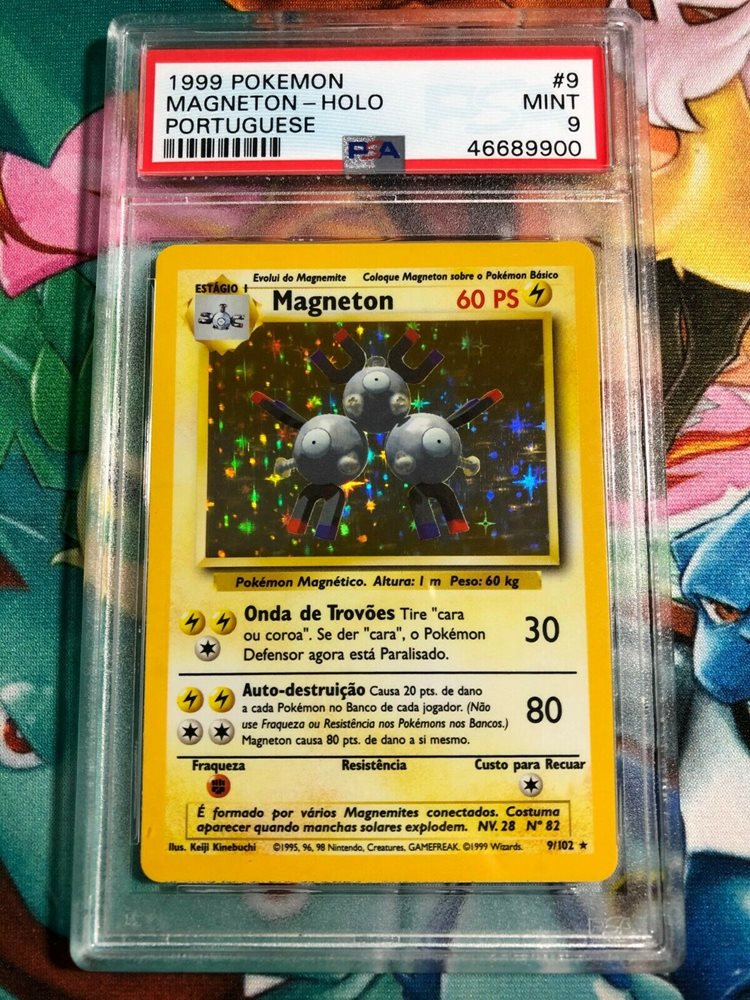 1999 POKEMON #9
MAGNETON - HOLO MINT
PORTUGUESE 9
PSA 46689900
Evolui do Magnemite Coloque Magneton sobre o Pokémon Básico
ESTÁGIO 1
Magneton 60 PS
Pokémon Magnético. Altura: 1 m Peso: 60 kg
Onda de Trovões Tire "cara
ou coroa". Se der "cara", o Pokémon 30
Defensor agora está Paralisado.
Auto-destruição Causa 20 pts. de dano
a cada Pokémon no Banco de cada jogador. (Não 80
use Fraqueza ou Resistência nos Pokémons nos Bancos.)
Magneton causa 80 pts. de dano a si mesmo.
Fraqueza Resistência Custo para Recuar
É formado por vários Magnemites conectados. Costuma
aparecer quando manchas solares explodem. NV. 28 Nº 82
Ilus. Keiji Kinebuchi ©1995, 96, 98 Nintendo, Creatures, GAMEFREAK. ©1999 Wizards. 9/102 ★